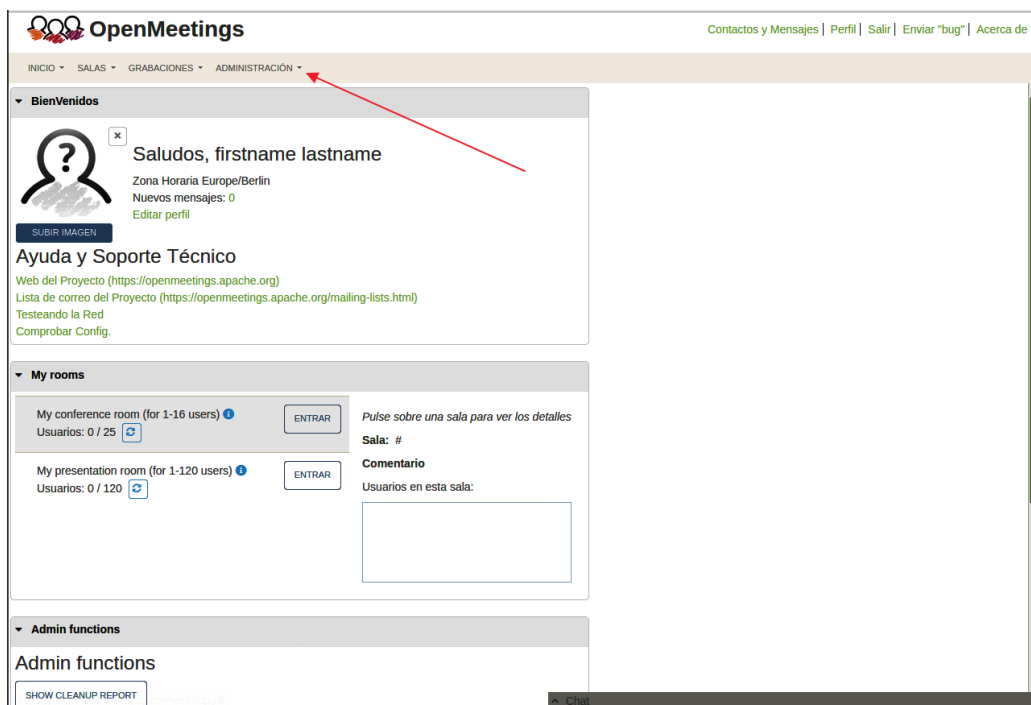 OpenMeetings
Contactos y Mensajes | Perfil | Salir | Enviar "bug" | Acerca de
INICIO SALAS GRABACIONES ADMINISTRACIÓN
BienVenidos
Saludos, firstname lastname
Zona Horaria Europe/Berlin
Nuevos mensajes: 0
Editar perfil
SUBIR IMAGEN
Ayuda y Soporte Técnico
Web del Proyecto (https://openmeetings.apache.org)
Lista de correo del Proyecto (https://openmeetings.apache.org/mailing-lists.html)
Testeando la Red
Comprobar Config.
My rooms
My conference room (for 1-16 users)
Usuarios: 0 / 25
ENTRAR
My presentation room (for 1-120 users)
Usuarios: 0 / 120
ENTRAR
Pulse sobre una sala para ver los detalles
Sala: #
Comentario
Usuarios en esta sala:
Admin functions
Admin functions
SHOW CLEANUP REPORT
Chat